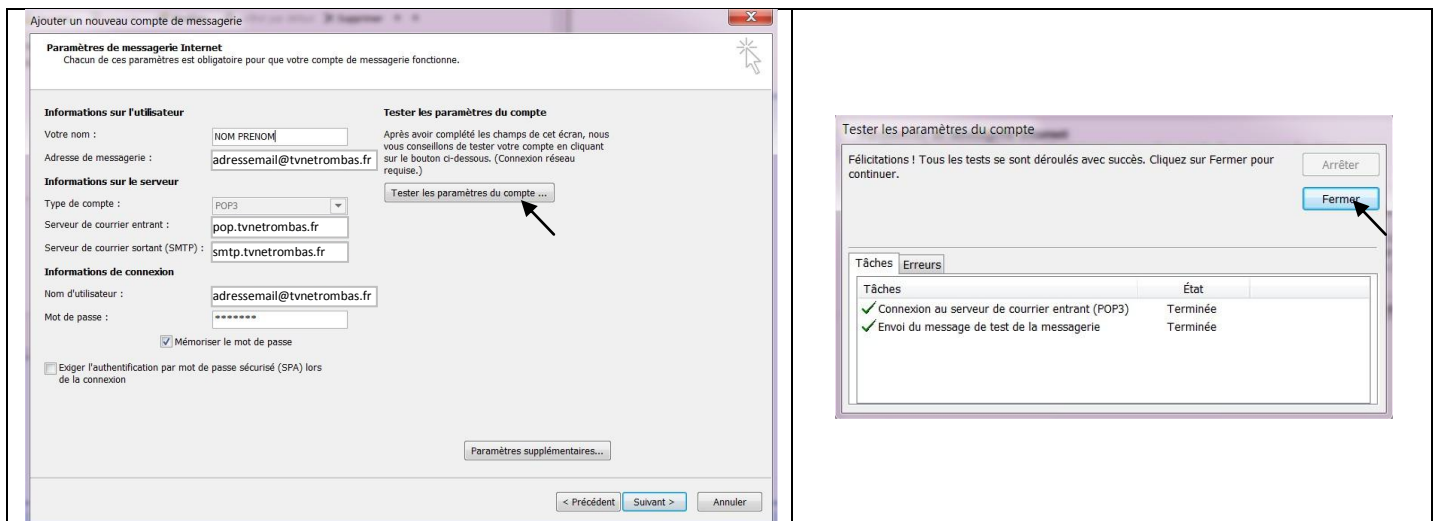 Ajouter un nouveau compte de messagerie
Paramètres de messagerie Internet
Chacun de ces paramètres est obligatoire pour que votre compte de messagerie fonctionne.
Informations sur l'utilisateur
Votre nom :
NOM PRENOM
Adresse de messagerie :
adressemail@tvnetrombas.fr
Informations sur le serveur
Type de compte :
POP3
Serveur de courrier entrant :
pop.tvnetrombas.fr
Serveur de courrier sortant (SMTP) :
smtp.tvnetrombas.fr
Informations de connexion
Nom d'utilisateur :
adressemail@tvnetrombas.fr
Mot de passe :
*******
Mémoriser le mot de passe
Exiger l'authentification par mot de passe sécurisé (SPA) lors
de la connexion
Tester les paramètres du compte
Après avoir complété les champs de cet écran, nous
vous conseillons de tester votre compte en cliquant
sur le bouton ci-dessous. (Connexion réseau
requise.)
Tester les paramètres du compte ...
Paramètres supplémentaires...
< Précédent
Suivant >
Annuler
Tester les paramètres du compte
Félicitations ! Tous les tests se sont déroulés avec succès. Cliquez sur Fermer pour
continuer.
Arrêter
Fermer
Tâches
Erreurs
Tâches
État
Connexion au serveur de courrier entrant (POP3)
Terminée
Envoi du message de test de la messagerie
Terminée